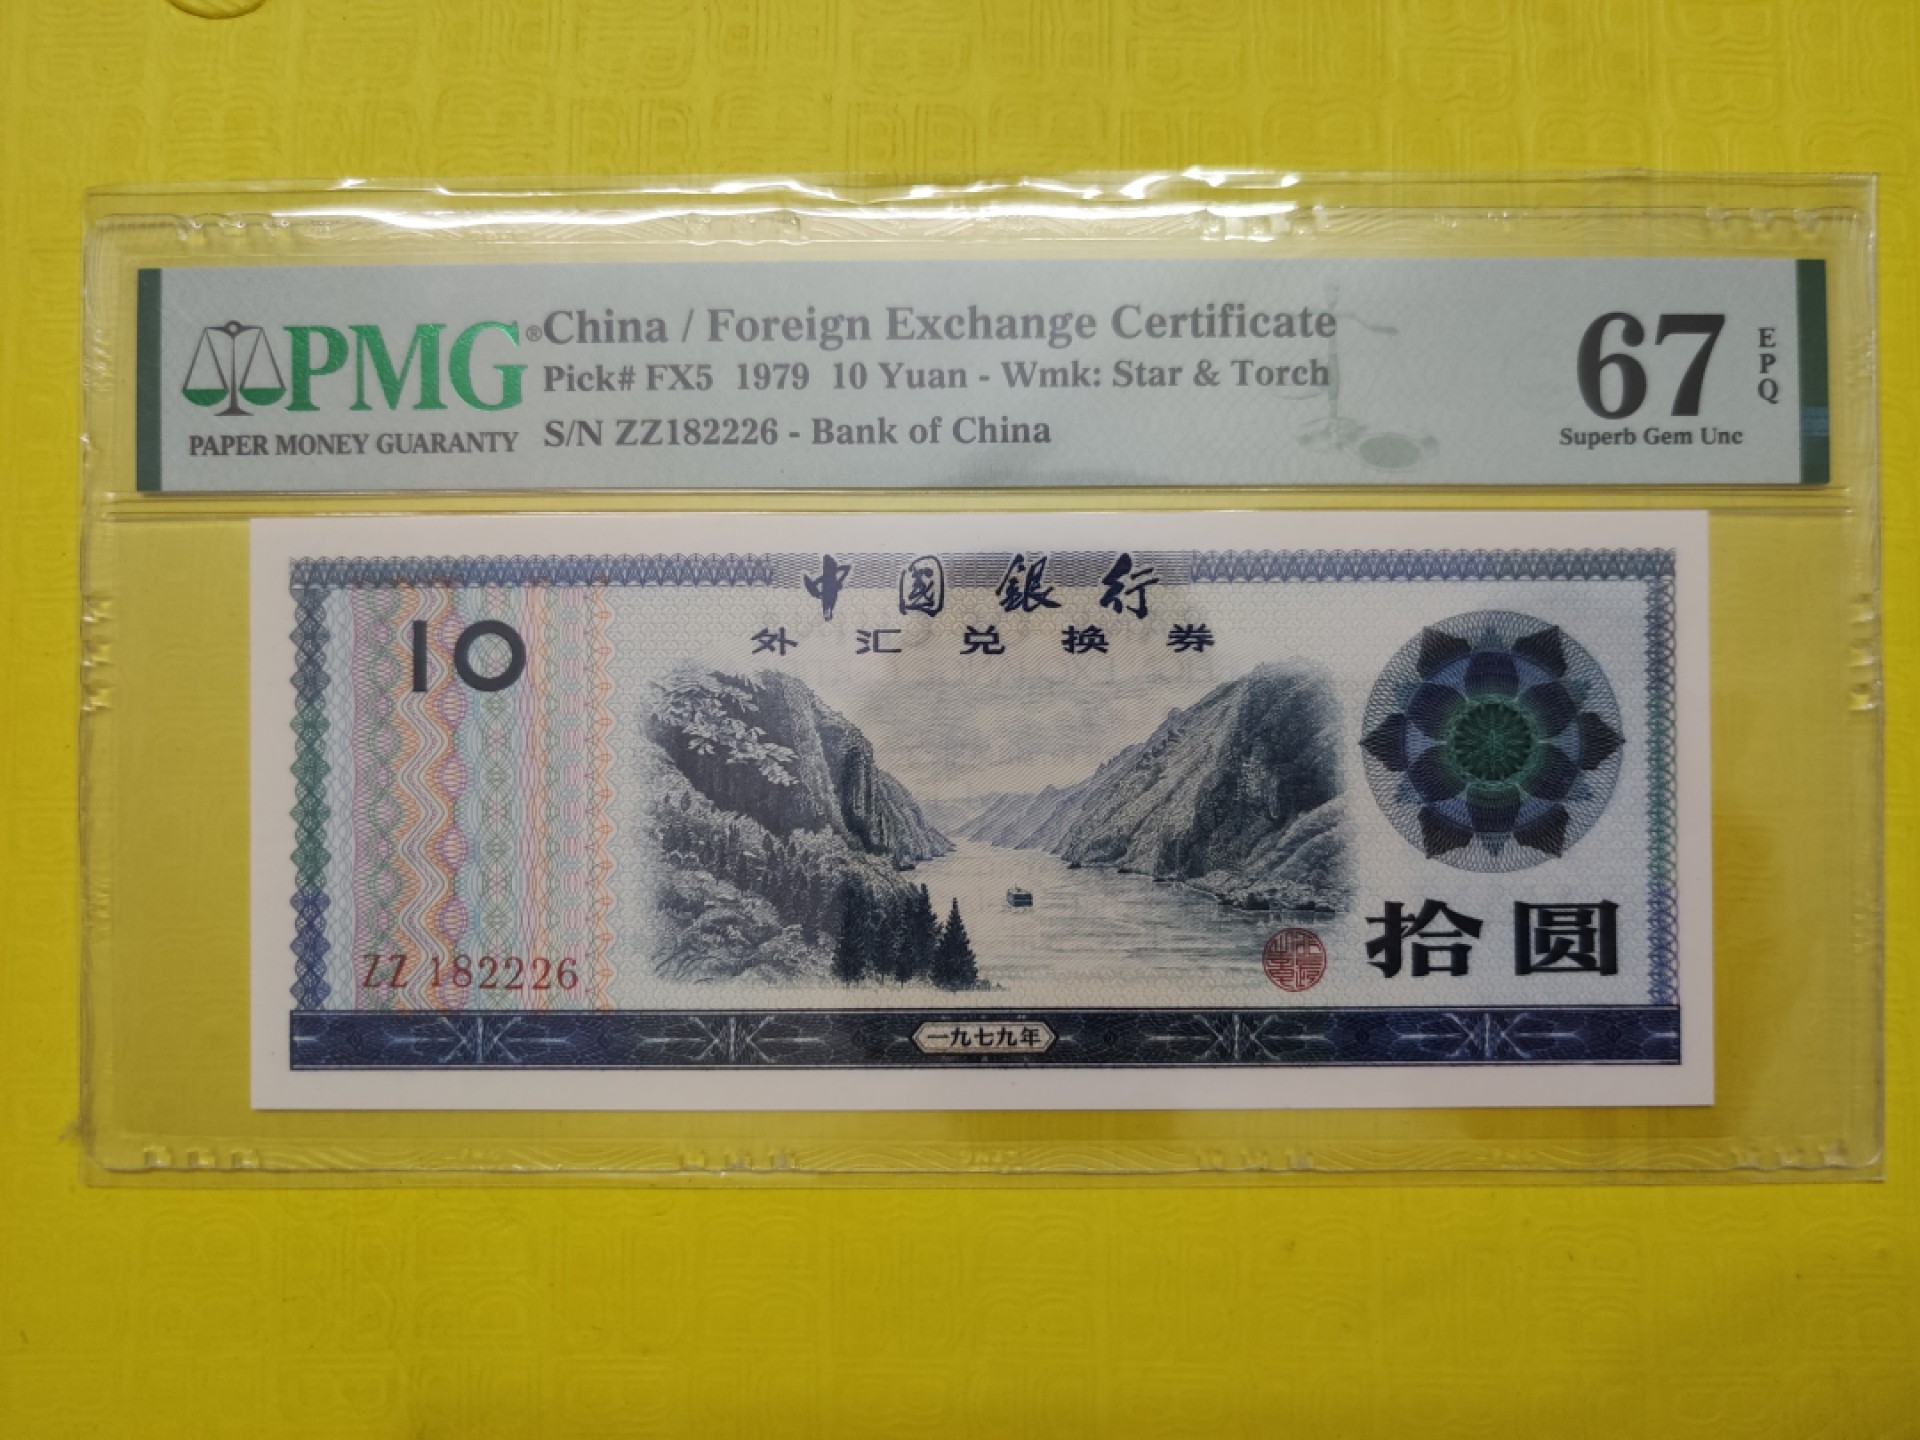 PMG®
PAPER MONEY GUARANTY
China / Foreign Exchange Certificate
Pick# FX5 1979 10 Yuan - Wmk: Star & Torch
S/N ZZ182226 - Bank of China
67
EPQ
Superb Gem Unc
中國銀行
外汇兑换券
10
ZZ 182226
拾圆
一九七九年